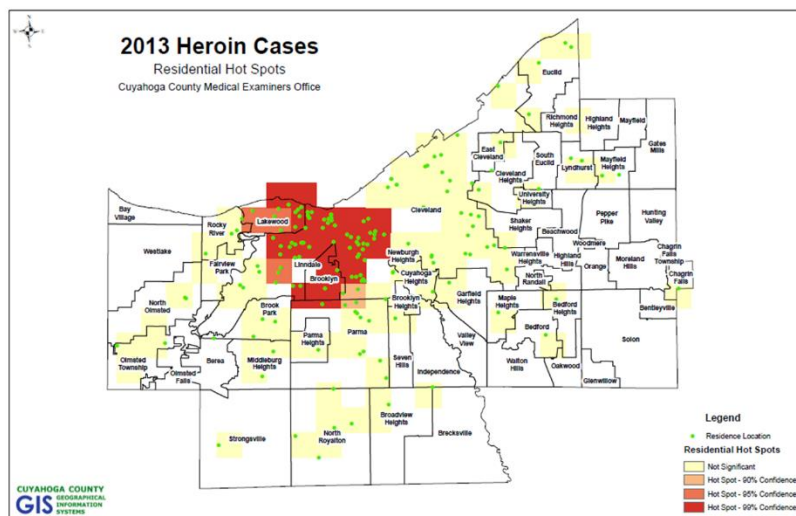 2013 Heroin Cases
Residential Hot Spots
Cuyahoga County Medical Examiners Office
Euclid
Richmond
Heights
Highland
Heights
Mayfield
Gates
Mills
East
Cleveland
South
Euclid
Lyndhurst
Mayfield
Heights
Cleveland
Heights
University
Heights
Cleveland
Bay
Village
Lakewood
Rocky
River
Shaker
Heights
Beachwood
Pepper
Pike
Hunting
Valley
Westlake
Fairview
Park
Linndale
Brooklyn
Newburgh
Heights
Cuyahoga
Heights
Brooklyn
Heights
Warrensville
Heights
Highland
Hills
North
Randall
Woodmere
Orange
Moreland
Hills
Chagrin
Falls
Township
Chagrin
Falls
North
Olmsted
Brook
Park
Parma
Parma
Heights
Garfield
Heights
Maple
Heights
Bedford
Heights
Bedford
Bentleyville
Solon
Valley
View
Walton
Hills
Oakwood
Glenwillow
Olmsted
Township
Olmsted
Falls
Berea
Middleburg
Heights
Seven
Hills
Independence
Strongsville
North
Royalton
Broadview
Heights
Brecksville
Legend
Residence Location
Residential Hot Spots
Not Significant
Hot Spot - 90% Confidence
Hot Spot - 95% Confidence
Hot Spot - 99% Confidence
CUYAHOGA COUNTY
GIS GEOGRAPHICAL
INFORMATION
SYSTEMS